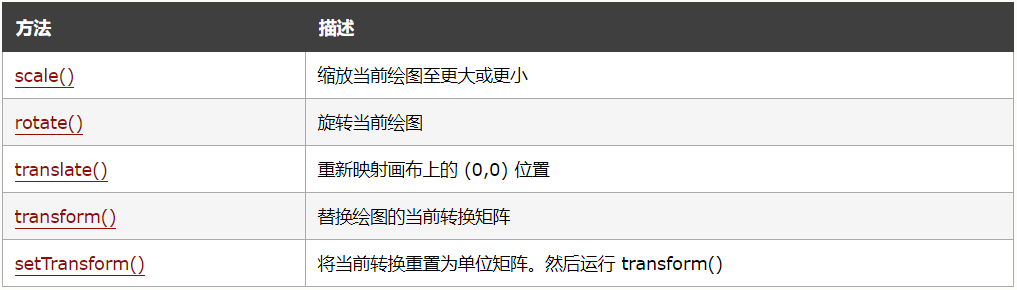 方法 描述
scale() 缩放当前绘图至更大或更小
rotate() 旋转当前绘图
translate() 重新映射画布上的 (0,0) 位置
transform() 替换绘图的当前转换矩阵
setTransform() 将当前转换重置为单位矩阵。然后运行 transform()